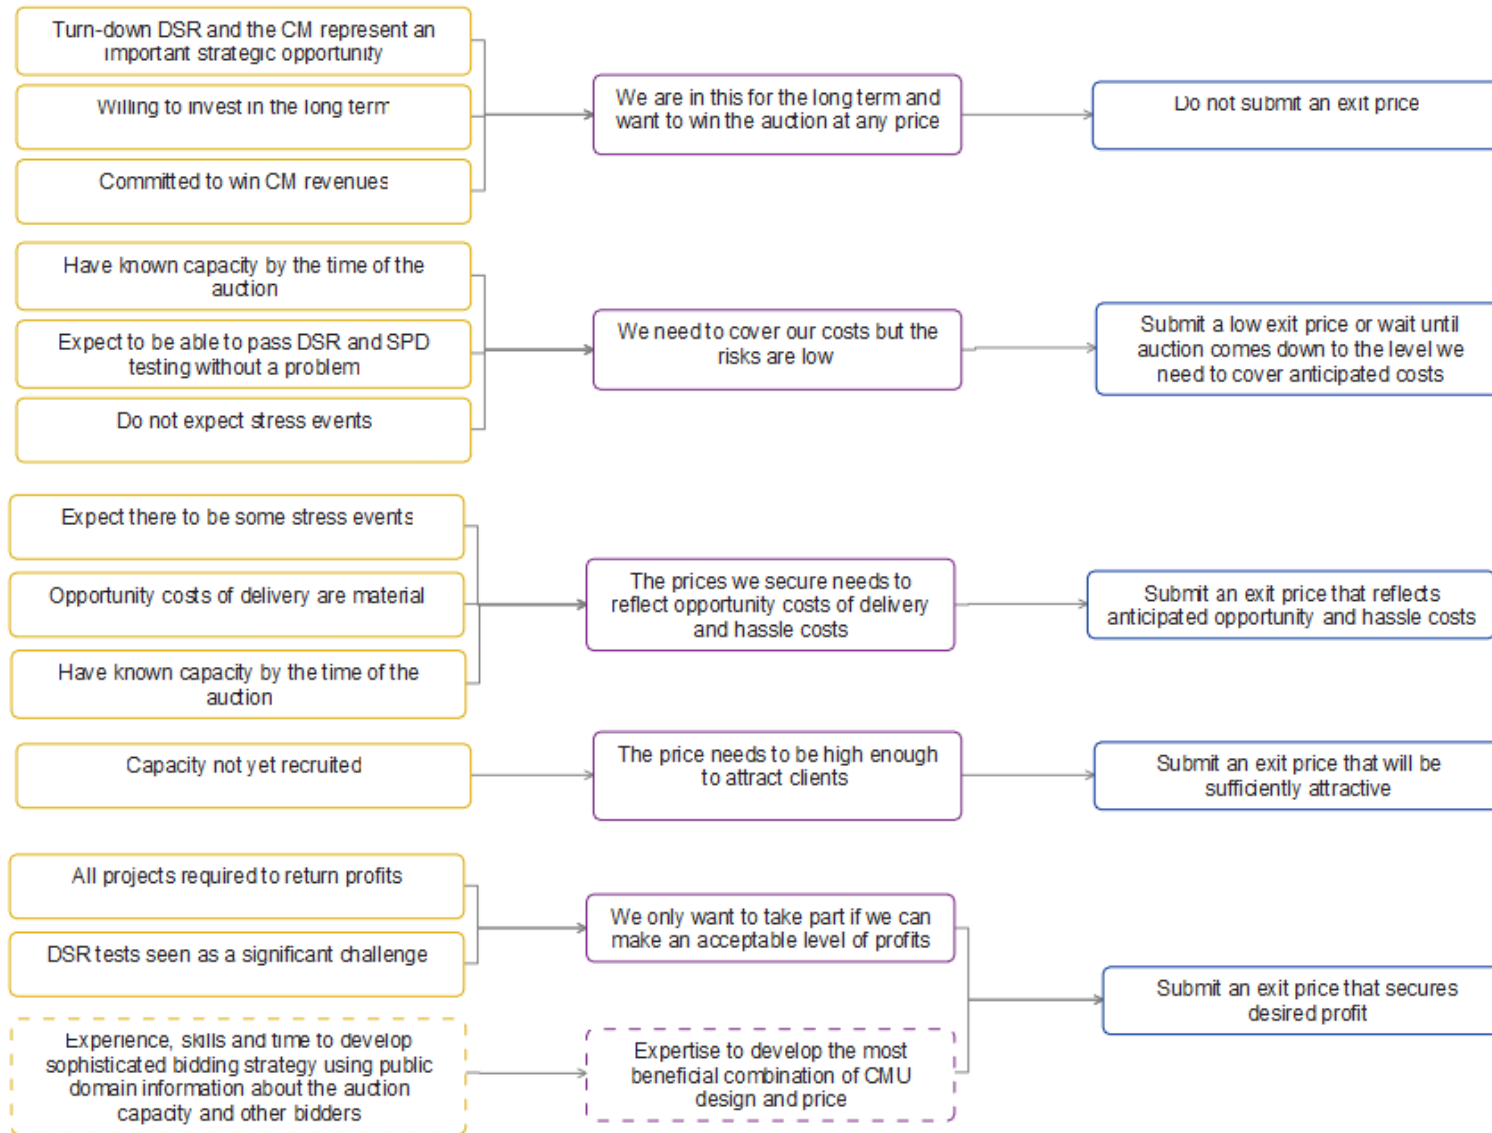 Turn-down DSR and the CM represent an
important strategic opportunity
Willing to invest in the long term
Committed to win CM revenues
We are in this for the long term and
want to win the auction at any price
Do not submit an exit price
Have known capacity by the time of the
auction
Expect to be able to pass DSR and SPD
testing without a problem
Do not expect stress events
We need to cover our costs but the
risks are low
Submit a low exit price or wait until
auction comes down to the level we
need to cover anticipated costs
Expect there to be some stress events
Opportunity costs of delivery are material
Have known capacity by the time of the
auction
The prices we secure needs to
reflect opportunity costs of delivery
and hassle costs
Submit an exit price that reflects
anticipated opportunity and hassle costs
Capacity not yet recruited
The price needs to be high enough
to attract clients
Submit an exit price that will be
sufficiently attractive
All projects required to return profits
DSR tests seen as a significant challenge
We only want to take part if we can
make an acceptable level of profits
Submit an exit price that secures
desired profit
Experience, skills and time to develop
sophisticated bidding strategy using public
domain information about the auction
capacity and other bidders
Expertise to develop the most
beneficial combination of CMU
design and price